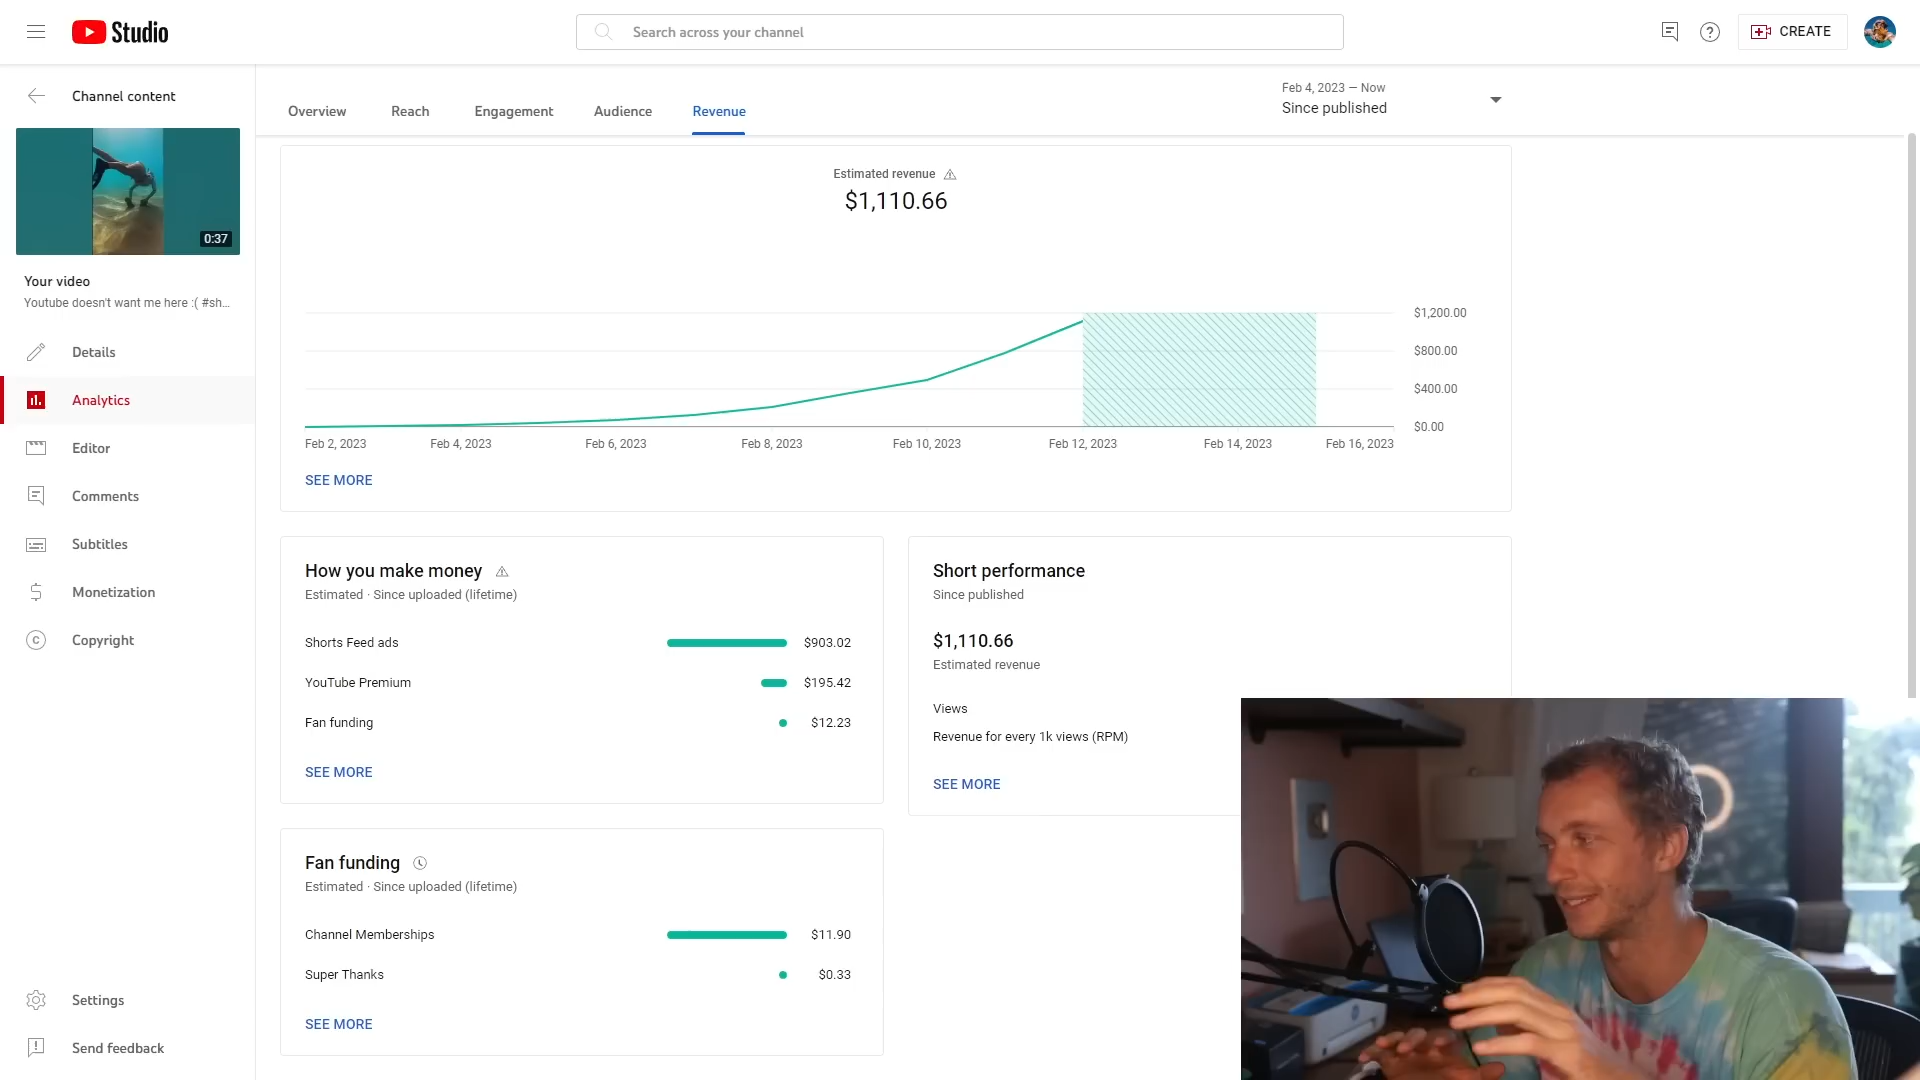 Studio
Search across your channel
CREATE
Channel content
0:37
Your video
Youtube doesn't want me here :( #sh...
Details
Analytics
Editor
Comments
Subtitles
Monetization
Copyright
Settings
Send feedback
Overview
Reach
Engagement
Audience
Revenue
Feb 4, 2023 – Now
Since published
Estimated revenue
$1,110.66
$1,200.00
$800.00
$400.00
$0.00
Feb 2, 2023
Feb 4, 2023
Feb 6, 2023
Feb 8, 2023
Feb 10, 2023
Feb 12, 2023
Feb 14, 2023
Feb 16, 2023
SEE MORE
How you make money
Estimated · Since uploaded (lifetime)
Shorts Feed ads $903.02
YouTube Premium $195.42
Fan funding $12.23
SEE MORE
Short performance
Since published
$1,110.66
Estimated revenue
Views
Revenue for every 1k views (RPM)
SEE MORE
Fan funding
Estimated · Since uploaded (lifetime)
Channel Memberships $11.90
Super Thanks $0.33
SEE MORE